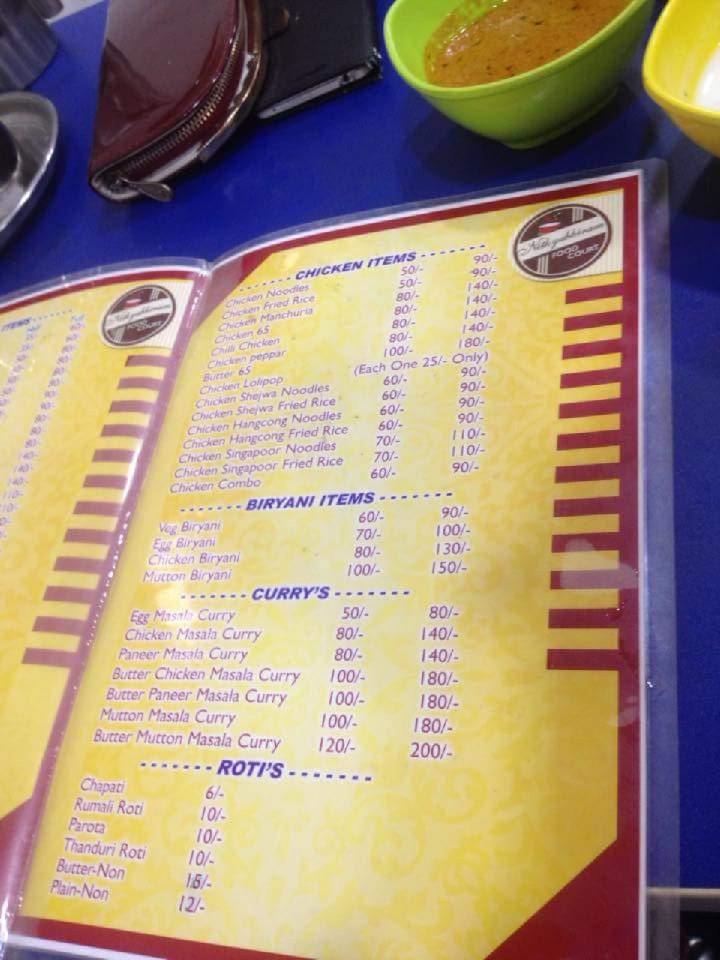 ITEMS
FOOD COURT
FOOD COURT
CHICKEN ITEMS
Chicken Noodles 50/- 90/-
Chicken Fried Rice 50/- 90/-
Chicken Manchuria 80/- 140/-
Chicken 65 80/- 140/-
Chilli Chicken 80/- 140/-
Chicken peppar 80/- 140/-
Butter 65 100/- 180/-
Chicken Lolipop (Each One 25/- Only)
Chicken Shejwa Noodles 60/- 90/-
Chicken Shejwa Fried Rice 60/- 90/-
Chicken Hangcong Noodles 60/- 90/-
Chicken Hangcong Fried Rice 60/- 90/-
Chicken Singapoor Noodles 70/- 110/-
Chicken Singapoor Fried Rice 70/- 110/-
Chicken Combo 60/- 90/-
BIRYANI ITEMS
Veg Biryani 60/- 90/-
Egg Biryani 70/- 100/-
Chicken Biryani 80/- 130/-
Mutton Biryani 100/- 150/-
CURRY'S
Egg Masala Curry 50/- 80/-
Chicken Masala Curry 80/- 140/-
Paneer Masala Curry 80/- 140/-
Butter Chicken Masala Curry 100/- 180/-
Butter Paneer Masala Curry 100/- 180/-
Mutton Masala Curry 100/- 180/-
Butter Mutton Masala Curry 120/- 200/-
ROTI'S
Chapati 6/-
Rumali Roti 10/-
Parota 10/-
Thanduri Roti 10/-
Butter-Non 15/-
Plain-Non 12/-